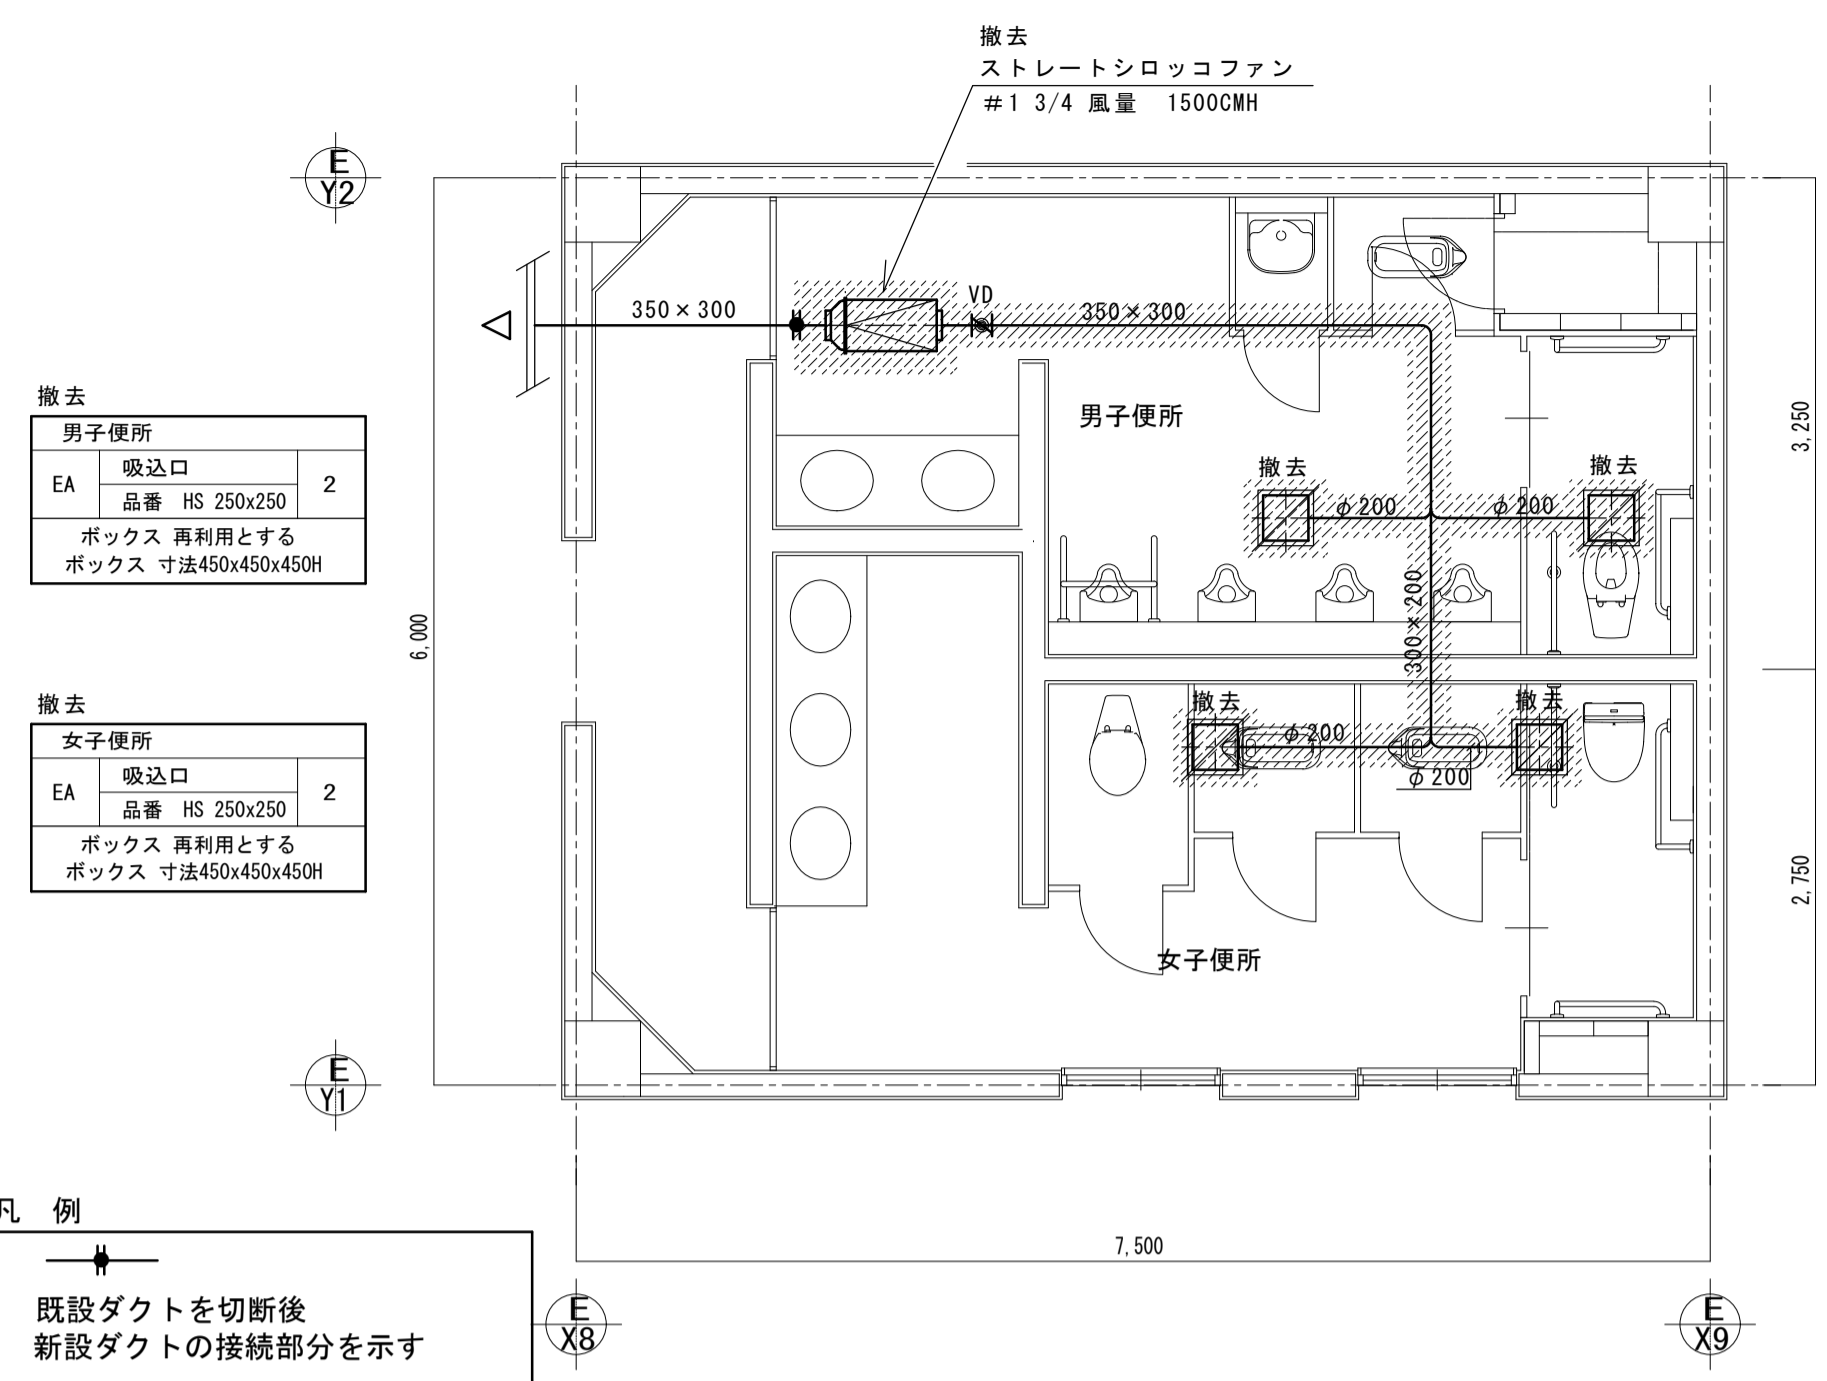 撤去
ストレートシロッコファン
#1 3/4 風量 1500CMH
E
Y2
350×300
VD
350×300
撤去
男子便所
EA
吸込口
品番 HS 250x250
2
ボックス 再利用とする
ボックス 寸法450x450x450H
男子便所
3,250
撤去
撤去
φ200
φ200
6,000
300×200
撤去
女子便所
EA
吸込口
品番 HS 250x250
2
ボックス 再利用とする
ボックス 寸法450x450x450H
撤去
撤去
φ200
φ200
2,750
女子便所
E
Y1
凡 例
7,500
既設ダクトを切断後
新設ダクトの接続部分を示す
E
X8
E
X9